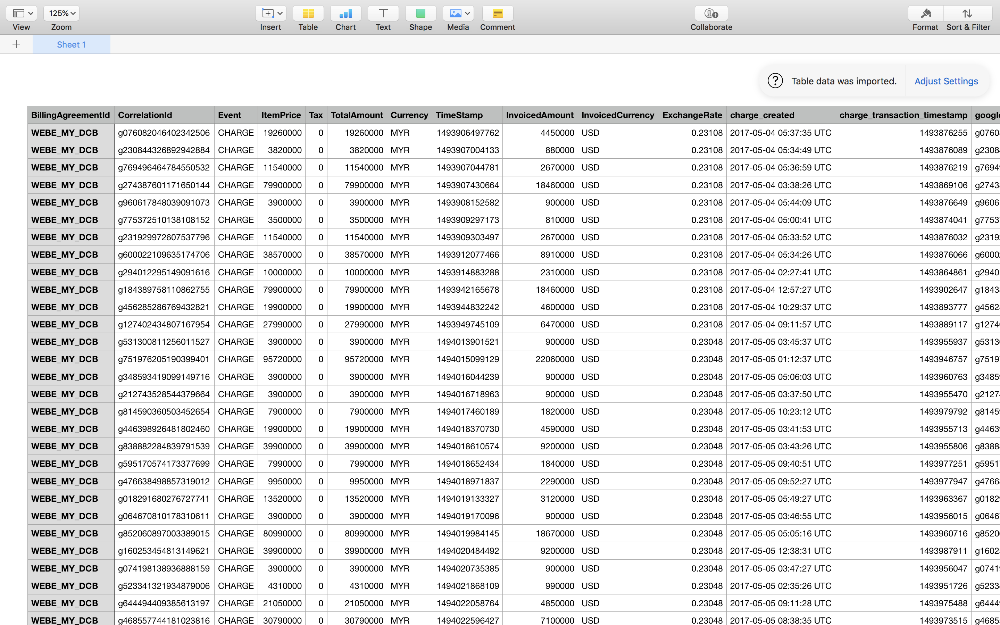 125%
View Zoom Insert Table Chart Text Shape Media Comment Collaborate Format Sort & Filter
Sheet 1
? Table data was imported. Adjust Settings
BillingAgreementId CorrelationId Event ItemPrice Tax TotalAmount Currency TimeStamp InvoicedAmount InvoicedCurrency ExchangeRate charge_created charge_transaction_timestamp google
WEBE_MY_DCB g076082046402342506 CHARGE 19260000 0 19260000 MYR 1493906497762 4450000 USD 0.23108 2017-05-04 05:37:35 UTC 1493876255 g0760
WEBE_MY_DCB g230844326892942884 CHARGE 3820000 0 3820000 MYR 1493907004133 880000 USD 0.23108 2017-05-04 05:34:49 UTC 1493876089 g2308
WEBE_MY_DCB g769496464784550532 CHARGE 11540000 0 11540000 MYR 1493907044781 2670000 USD 0.23108 2017-05-04 05:36:59 UTC 1493876219 g7694
WEBE_MY_DCB g274387601171650144 CHARGE 79900000 0 79900000 MYR 1493907430664 18460000 USD 0.23108 2017-05-04 03:38:26 UTC 1493869106 g2743
WEBE_MY_DCB g960617848039091073 CHARGE 3900000 0 3900000 MYR 1493908152582 900000 USD 0.23108 2017-05-04 05:44:09 UTC 1493876649 g9606
WEBE_MY_DCB g775372510138108152 CHARGE 3500000 0 3500000 MYR 1493909297173 810000 USD 0.23108 2017-05-04 05:00:41 UTC 1493874041 g7753
WEBE_MY_DCB g231929972607537796 CHARGE 11540000 0 11540000 MYR 1493909303497 2670000 USD 0.23108 2017-05-04 05:33:52 UTC 1493876032 g2319
WEBE_MY_DCB g600022109635174706 CHARGE 38570000 0 38570000 MYR 1493912077466 8910000 USD 0.23108 2017-05-04 05:34:26 UTC 1493876066 g6000
WEBE_MY_DCB g294012295149091616 CHARGE 10000000 0 10000000 MYR 1493914883288 2310000 USD 0.23108 2017-05-04 02:27:41 UTC 1493864861 g2940
WEBE_MY_DCB g184389758110862755 CHARGE 79900000 0 79900000 MYR 1493942165678 18460000 USD 0.23108 2017-05-04 12:57:27 UTC 1493902647 g1843
WEBE_MY_DCB g456285286769432821 CHARGE 19900000 0 19900000 MYR 1493944832242 4600000 USD 0.23108 2017-05-04 10:29:37 UTC 1493893777 g4562
WEBE_MY_DCB g127402434807167954 CHARGE 27990000 0 27990000 MYR 1493949745109 6470000 USD 0.23108 2017-05-04 09:11:57 UTC 1493889117 g1274
WEBE_MY_DCB g531300811256011527 CHARGE 3900000 0 3900000 MYR 1494013901521 900000 USD 0.23048 2017-05-05 03:45:37 UTC 1493955937 g5313
WEBE_MY_DCB g751976205190399401 CHARGE 95720000 0 95720000 MYR 1494015099129 22060000 USD 0.23048 2017-05-05 01:12:37 UTC 1493946757 g7519
WEBE_MY_DCB g348593419099149716 CHARGE 3900000 0 3900000 MYR 1494016044239 900000 USD 0.23048 2017-05-05 05:06:03 UTC 1493960763 g3485
WEBE_MY_DCB g212743528544379664 CHARGE 3900000 0 3900000 MYR 1494016718963 900000 USD 0.23048 2017-05-05 03:37:50 UTC 1493955470 g2127
WEBE_MY_DCB g814590360503452654 CHARGE 7900000 0 7900000 MYR 1494017460189 1820000 USD 0.23048 2017-05-05 10:23:12 UTC 1493979792 g8145
WEBE_MY_DCB g446398926481802460 CHARGE 19900000 0 19900000 MYR 1494018370730 4590000 USD 0.23048 2017-05-05 03:41:53 UTC 1493955713 g4463
WEBE_MY_DCB g838882284839791539 CHARGE 39900000 0 39900000 MYR 1494018610574 9200000 USD 0.23048 2017-05-05 03:43:26 UTC 1493955806 g8388
WEBE_MY_DCB g595170574173377699 CHARGE 7990000 0 7990000 MYR 1494018652434 1840000 USD 0.23048 2017-05-05 09:40:51 UTC 1493977251 g5951
WEBE_MY_DCB g476638498857319012 CHARGE 9950000 0 9950000 MYR 1494018971837 2290000 USD 0.23048 2017-05-05 09:52:27 UTC 1493977947 g4766
WEBE_MY_DCB g018291680276727741 CHARGE 13520000 0 13520000 MYR 1494019133327 3120000 USD 0.23048 2017-05-05 05:49:27 UTC 1493963367 g0182
WEBE_MY_DCB g064670810178310611 CHARGE 3900000 0 3900000 MYR 1494019170096 900000 USD 0.23048 2017-05-05 03:46:55 UTC 1493956015 g0646
WEBE_MY_DCB g852060897003389015 CHARGE 80990000 0 80990000 MYR 1494019984145 18670000 USD 0.23048 2017-05-05 05:05:16 UTC 1493960716 g8520
WEBE_MY_DCB g160253454813149621 CHARGE 39900000 0 39900000 MYR 1494020484492 9200000 USD 0.23048 2017-05-05 12:38:31 UTC 1493987911 g1602
WEBE_MY_DCB g074198138936888159 CHARGE 3900000 0 3900000 MYR 1494020735385 900000 USD 0.23048 2017-05-05 03:47:27 UTC 1493956047 g0741
WEBE_MY_DCB g523341321934879006 CHARGE 4310000 0 4310000 MYR 1494021868109 990000 USD 0.23048 2017-05-05 02:35:26 UTC 1493951726 g5233
WEBE_MY_DCB g644494409385613197 CHARGE 21050000 0 21050000 MYR 1494022058764 4850000 USD 0.23048 2017-05-05 09:11:28 UTC 1493975488 g6444
WEBE_MY_DCB g468557744181023816 CHARGE 30790000 0 30790000 MYR 1494022596427 7100000 USD 0.23048 2017-05-05 08:38:35 UTC 1493973515 g4685